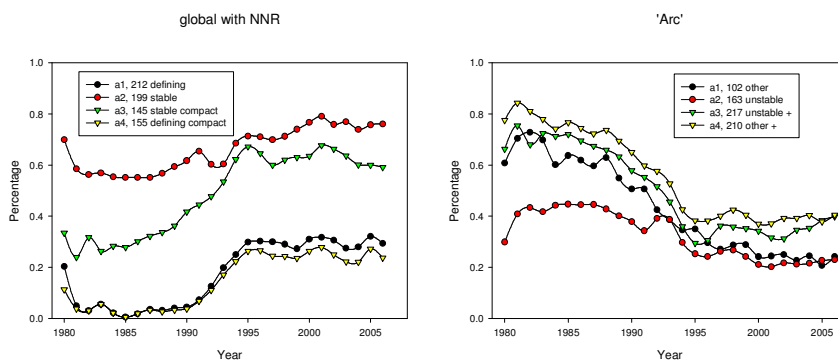 global with NNR
'Arc'
a1, 212 defining
a2, 199 stable
a3, 145 stable compact
a4, 155 defining compact
a1, 102 other
a2, 163 unstable
a3, 217 unstable +
a4, 210 other +
Percentage
1.0
0.8
0.6
0.4
0.2
0.0
1980 1985 1990 1995 2000 2005
Year
Percentage
1.0
0.8
0.6
0.4
0.2
0.0
1980 1985 1990 1995 2000 2005
Year